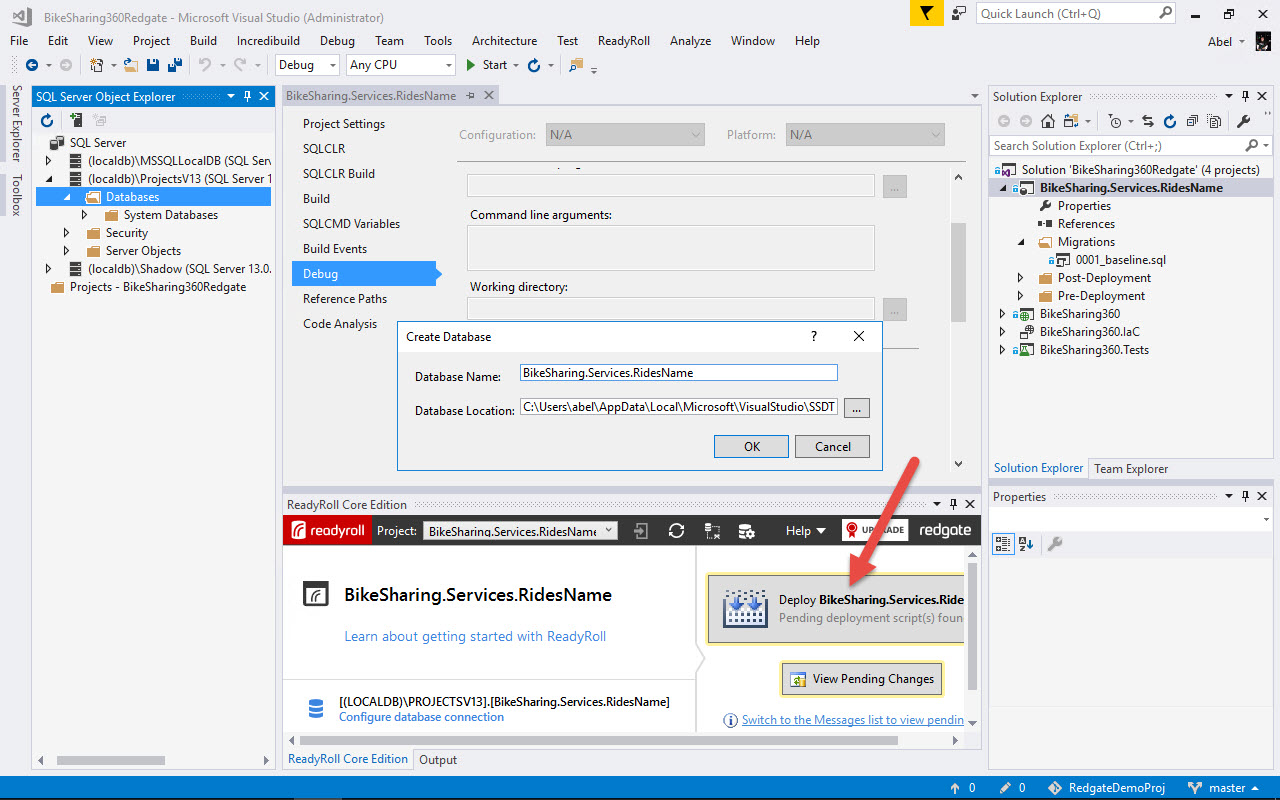 BikeSharing360Redgate - Microsoft Visual Studio (Administrator)
Quick Launch (Ctrl+Q)
File Edit View Project Build Incredibuild Debug Team Tools Architecture Test ReadyRoll Analyze Window Help
Abel
Debug Any CPU Start
Server Explorer
Toolbox
SQL Server Object Explorer
SQL Server
(localdb)\MSSQLLocalDB (SQL Serv
(localdb)\ProjectsV13 (SQL Server 1
Databases
System Databases
Security
Server Objects
(localdb)\Shadow (SQL Server 13.0.
Projects - BikeSharing360Redgate
BikeSharing.Services.RidesName
Project Settings
SQLCLR
SQLCLR Build
Build
SQLCMD Variables
Build Events
Debug
Reference Paths
Code Analysis
Configuration: N/A Platform: N/A
...
Command line arguments:
Working directory:
...
Create Database ?
Database Name: BikeSharing.Services.RidesName
Database Location: C:\Users\abel\AppData\Local\Microsoft\VisualStudio\SSDT ...
OK Cancel
ReadyRoll Core Edition
readyroll Project: BikeSharing.Services.RidesName Help UPGRADE redgate
BikeSharing.Services.RidesName
Learn about getting started with ReadyRoll
[(LOCALDB)\PROJECTSV13].[BikeSharing.Services.RidesName]
Configure database connection
Deploy BikeSharing.Services.Ride
Pending deployment script(s) foun
View Pending Changes
Switch to the Messages list to view pendin
ReadyRoll Core Edition Output
Solution Explorer
Search Solution Explorer (Ctrl+;)
Solution 'BikeSharing360Redgate' (4 projects)
BikeSharing.Services.RidesName
Properties
References
Migrations
0001_baseline.sql
Post-Deployment
Pre-Deployment
BikeSharing360
BikeSharing360.IaC
BikeSharing360.Tests
Solution Explorer Team Explorer
Properties
0 0 RedgateDemoProj master